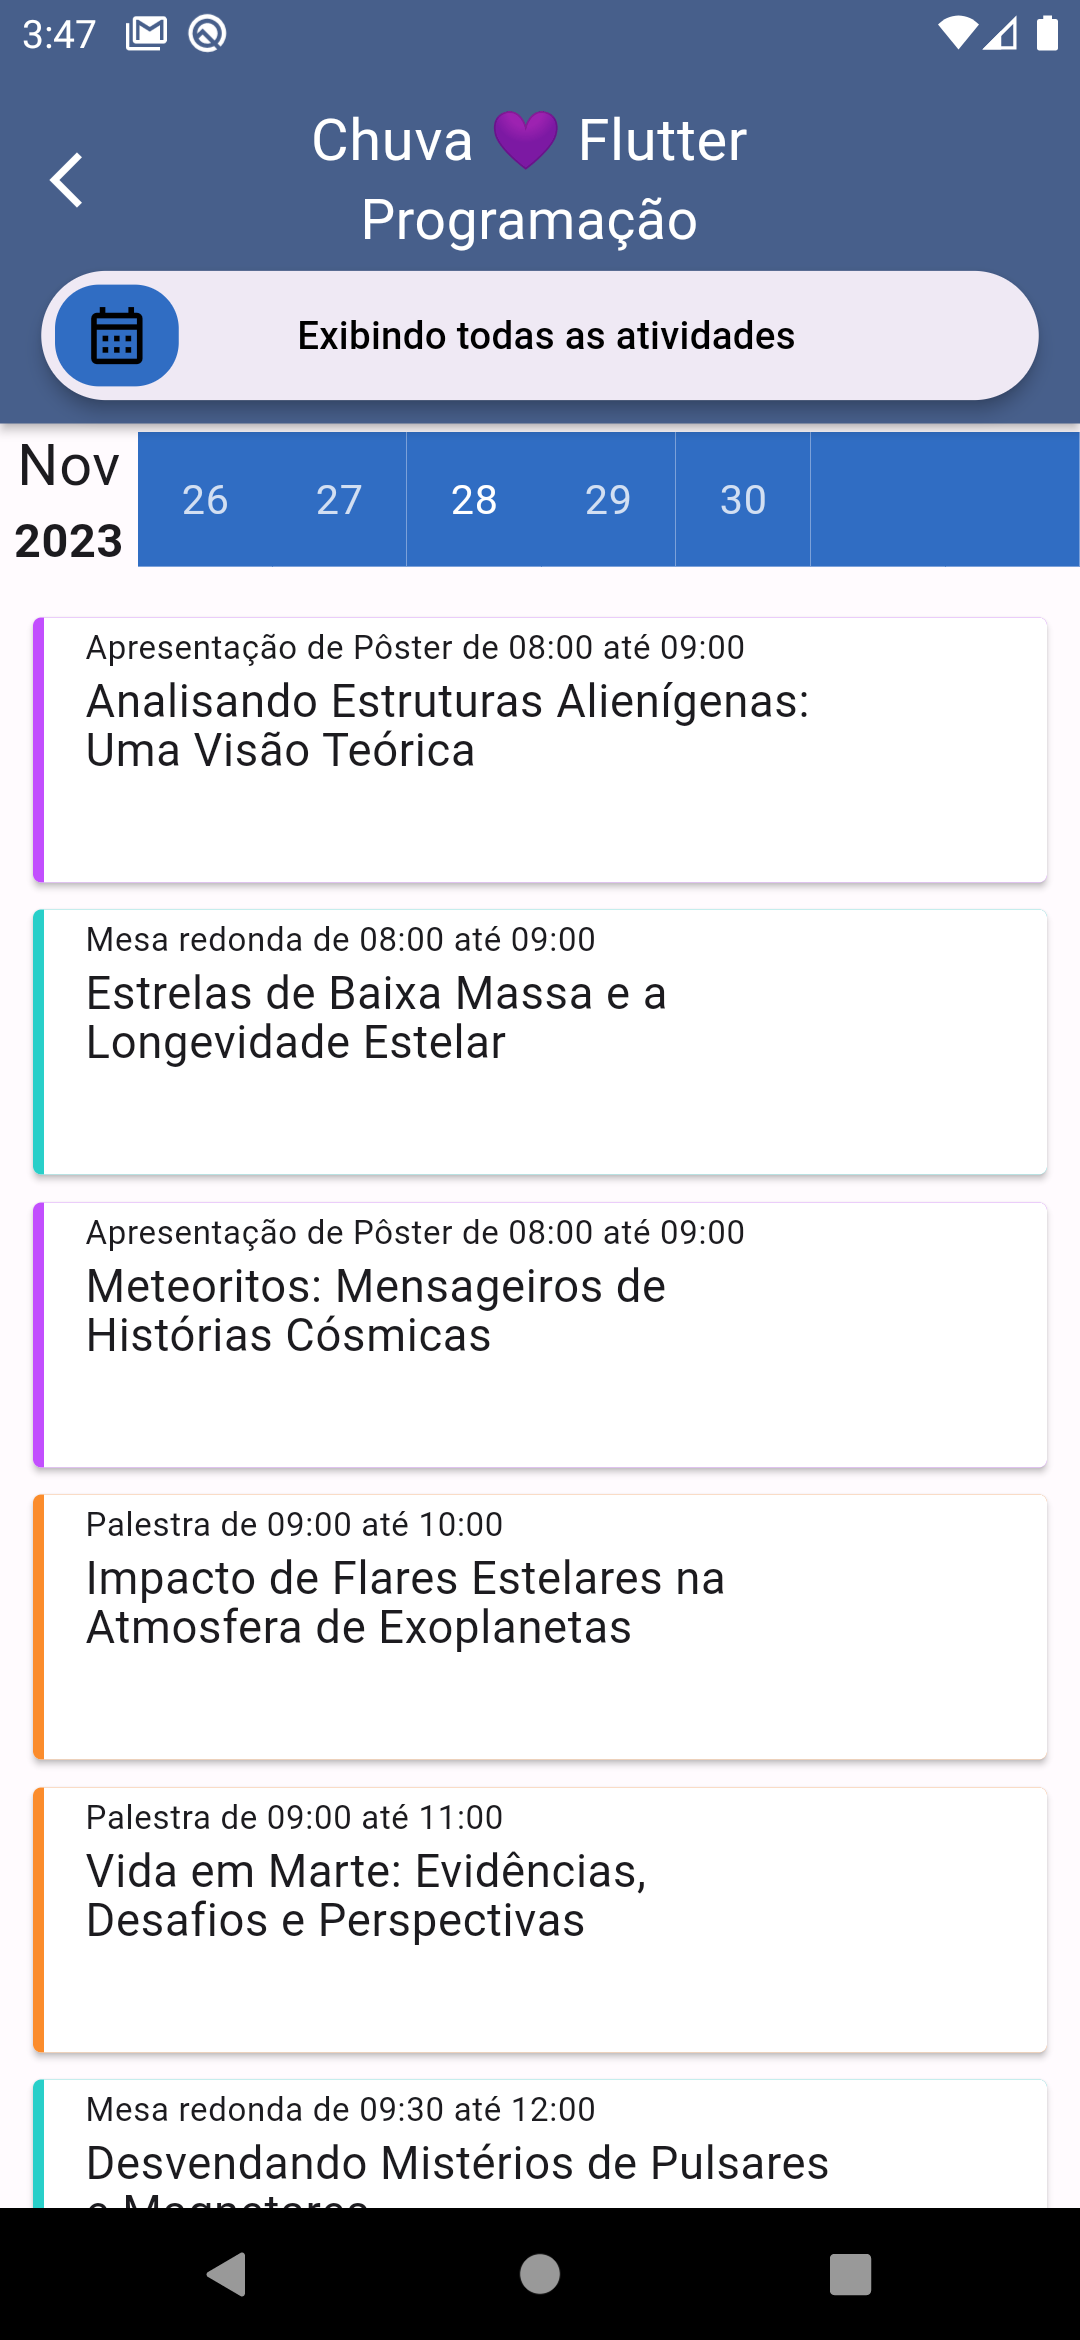 3:47
Chuva 💜 Flutter
Programação
Exibindo todas as atividades
Nov
2023
26 27 28 29 30
Apresentação de Pôster de 08:00 até 09:00
Analisando Estruturas Alienígenas:
Uma Visão Teórica
Mesa redonda de 08:00 até 09:00
Estrelas de Baixa Massa e a
Longevidade Estelar
Apresentação de Pôster de 08:00 até 09:00
Meteoritos: Mensageiros de
Histórias Cósmicas
Palestra de 09:00 até 10:00
Impacto de Flares Estelares na
Atmosfera de Exoplanetas
Palestra de 09:00 até 11:00
Vida em Marte: Evidências,
Desafios e Perspectivas
Mesa redonda de 09:30 até 12:00
Desvendando Mistérios de Pulsares
e Magnetares